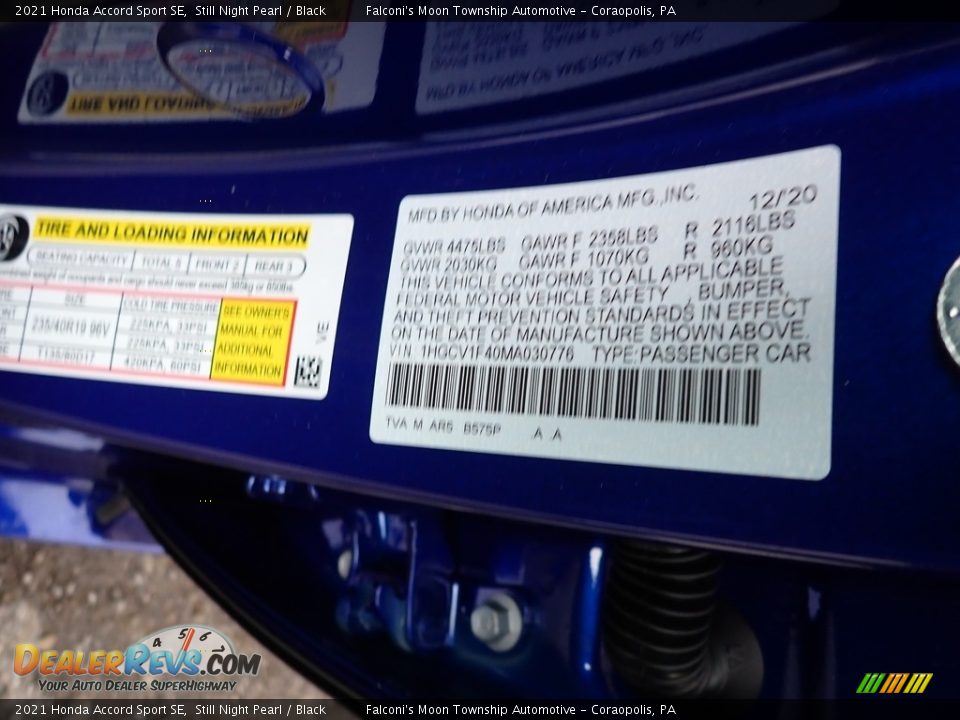 2021 Honda Accord Sport SE, Still Night Pearl / Black Falconi's Moon Township Automotive - Coraopolis, PA
TIRE AND LOADING INFORMATION
SEATING CAPACITY TOTAL 5 FRONT 2 REAR 3
SIZE COLD TIRE PRESSURE
235/40R19 96V 225KPA, 33PSI
225KPA, 33PSI
T135/80D17 420KPA, 60PSI
SEE OWNER'S
MANUAL FOR
ADDITIONAL
INFORMATION
MFD BY HONDA OF AMERICA MFG.,INC. 12/'20
GVWR 4475LBS GAWR F 2358LBS R 2116LBS
GVWR 2030KG GAWR F 1070KG R 960KG
THIS VEHICLE CONFORMS TO ALL APPLICABLE
FEDERAL MOTOR VEHICLE SAFETY , BUMPER,
AND THEFT PREVENTION STANDARDS IN EFFECT
ON THE DATE OF MANUFACTURE SHOWN ABOVE.
VIN: 1HGCV1F40MA030776 TYPE:PASSENGER CAR
TVA M AR5 B575P A A
4 5 6
DEALERREVS.COM
YOUR AUTO DEALER SUPERHIGHWAY
2021 Honda Accord Sport SE, Still Night Pearl / Black Falconi's Moon Township Automotive - Coraopolis, PA